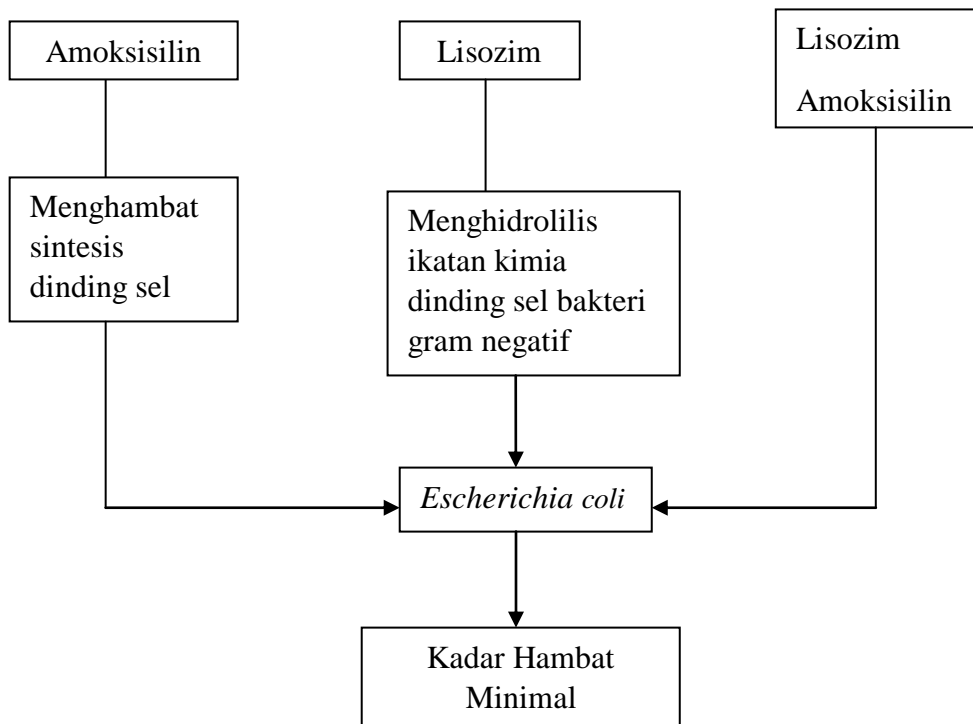 Amoksisilin
Lisozim
Lisozim
Amoksisilin
Menghambat
sintesis
dinding sel
Menghidrolilis
ikatan kimia
dinding sel bakteri
gram negatif
Escherichia coli
Kadar Hambat
Minimal